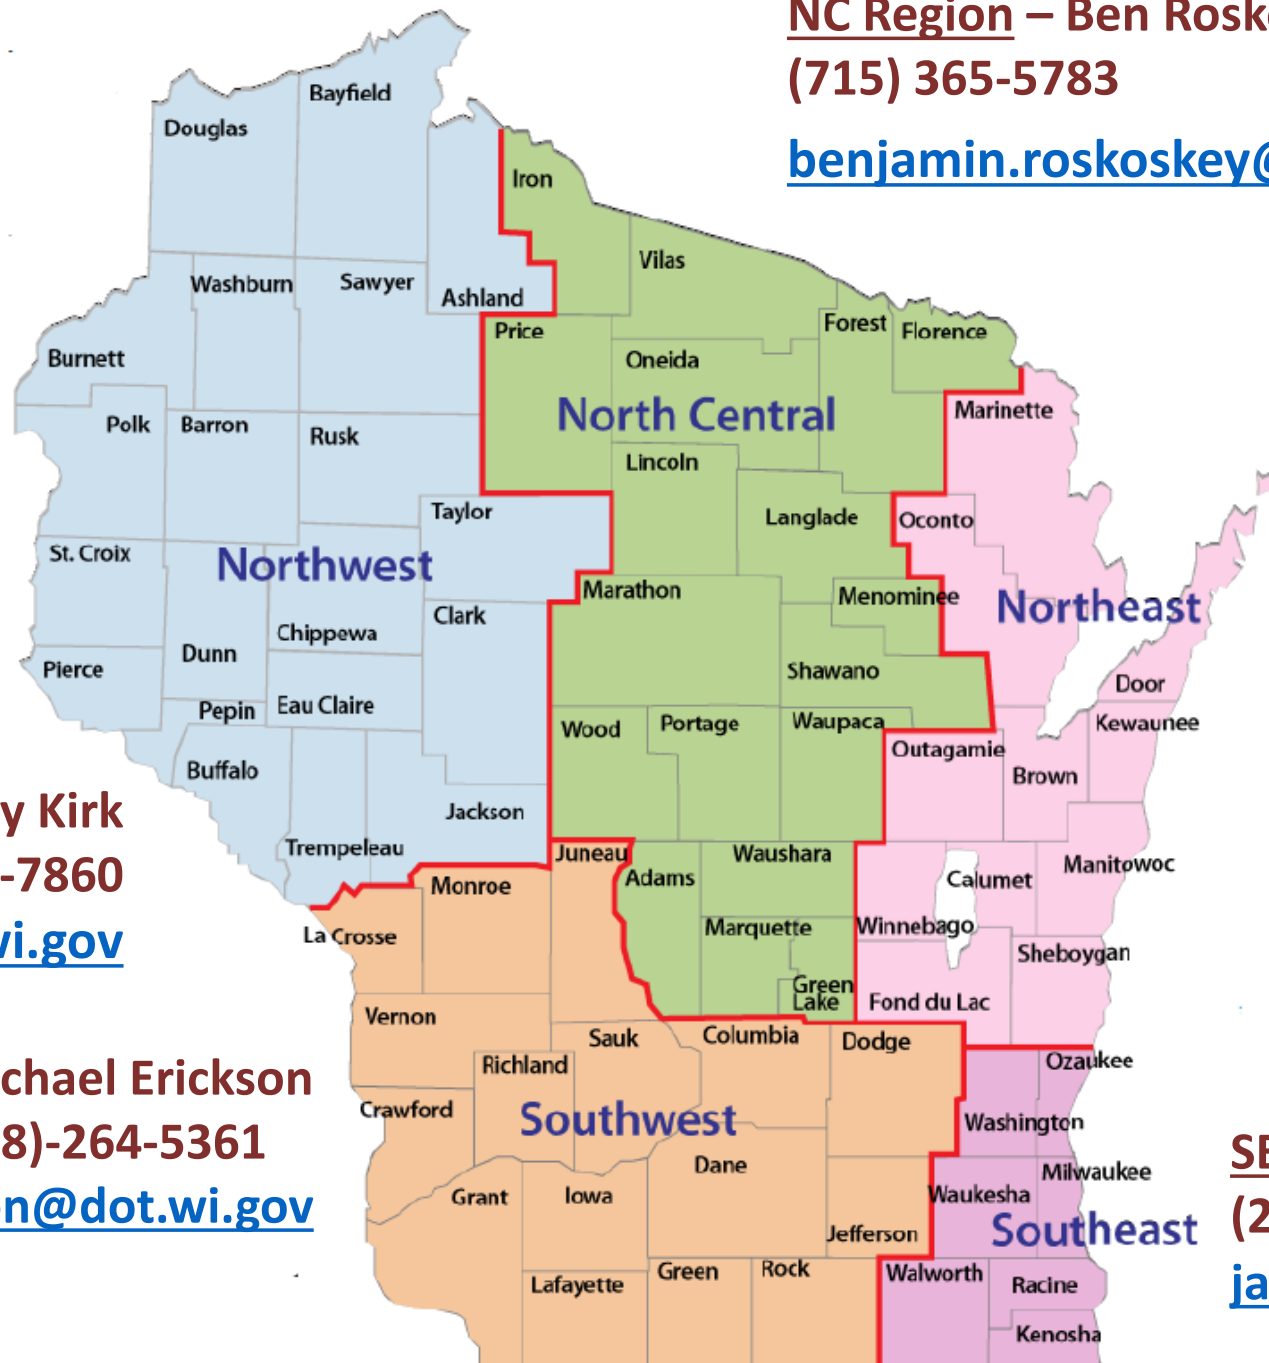 NC Region – Ben Rosk
(715) 365-5783
benjamin.roskoskey@
Bayfield
Douglas
Iron
Vilas
Washburn
Sawyer
Ashland
Price
Forest
Florence
Burnett
Oneida
North Central
Marinette
Polk
Barron
Rusk
Lincoln
Taylor
Langlade
Oconto
St. Croix
Northwest
Marathon
Menominee
Northeast
Clark
Chippewa
Dunn
Pierce
Shawano
Door
Pepin
Eau Claire
Wood
Portage
Waupaca
Kewaunee
Outagamie
Buffalo
Brown
y Kirk
Jackson
-7860
Trempeleau
Juneau
Waushara
Manitowoc
Adams
Calumet
Monroe
vi.gov
La Crosse
Marquette
Winnebago
Sheboygan
Green
Lake
Fond du Lac
Vernon
Sauk
Columbia
Dodge
Richland
Ozaukee
chael Erickson
Crawford
Southwest
Washington
8)-264-5361
Dane
Milwaukee
SE
Grant
Iowa
Waukesha
n@dot.wi.gov
Jefferson
Southeast
(2
Lafayette
Green
Rock
Walworth
Racine
ja
Kenosha